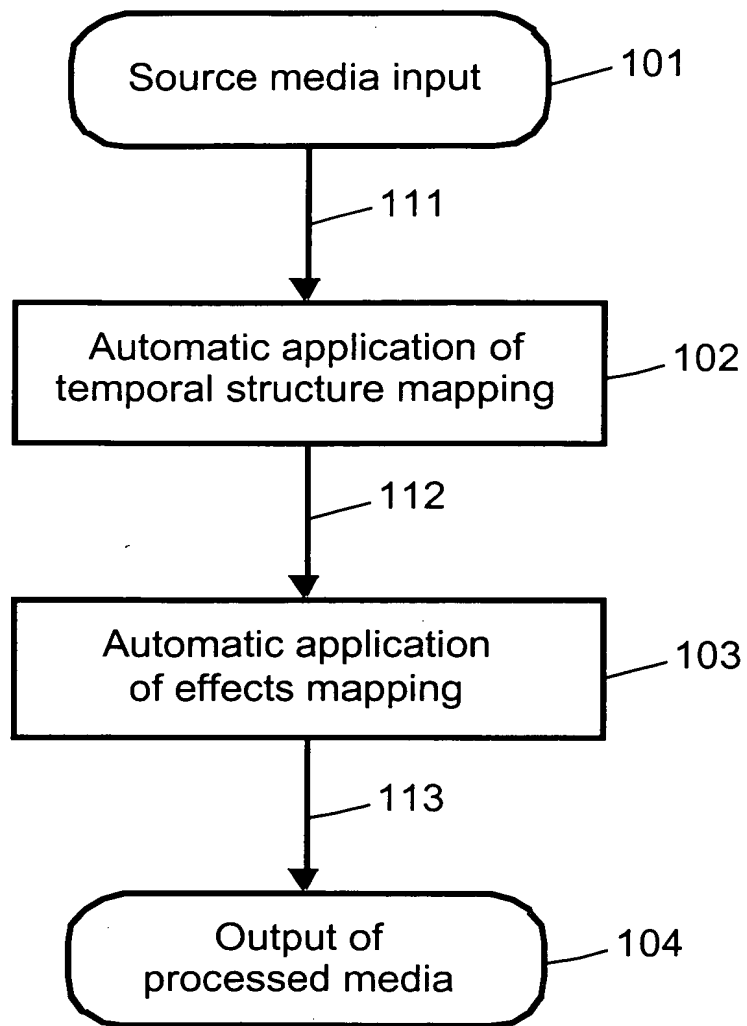 Source media input
101
111
Automatic application of
temporal structure mapping
102
112
Automatic application
of effects mapping
103
113
Output of
processed media
104